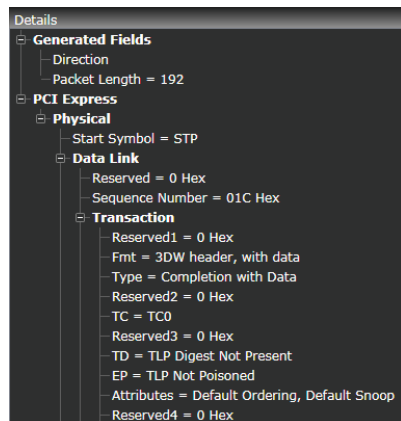 Details
Generated Fields
Direction
Packet Length = 192
PCI Express
Physical
Start Symbol = STP
Data Link
Reserved = 0 Hex
Sequence Number = 01C Hex
Transaction
Reserved1 = 0 Hex
Fmt = 3DW header, with data
Type = Completion with Data
Reserved2 = 0 Hex
TC = TC0
Reserved3 = 0 Hex
TD = TLP Digest Not Present
EP = TLP Not Poisoned
Attributes = Default Ordering, Default Snoop
Reserved4 = 0 Hex